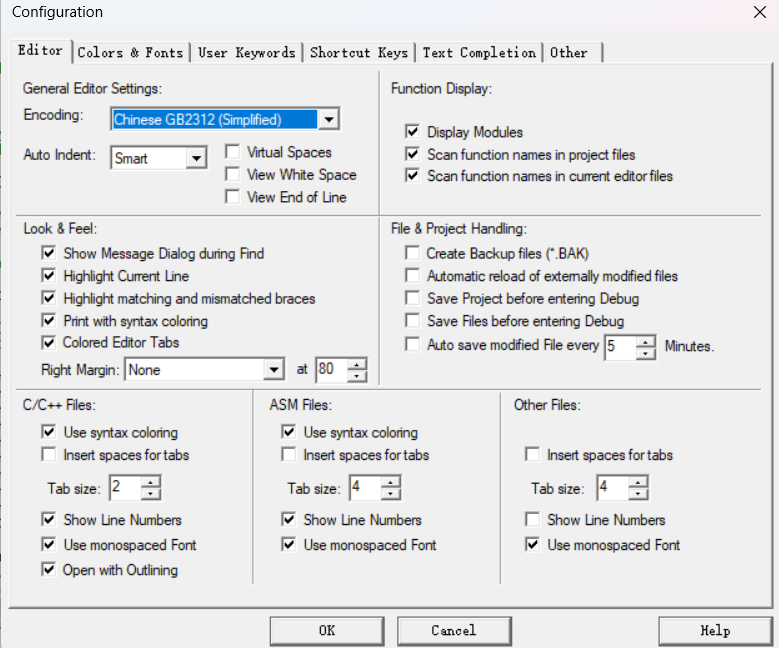 Configuration
Editor
Colors & Fonts
User Keywords
Shortcut Keys
Text Completion
Other
General Editor Settings:
Encoding:
Chinese GB2312 (Simplified)
Auto Indent:
Smart
Virtual Spaces
View White Space
View End of Line
Function Display:
Display Modules
Scan function names in project files
Scan function names in current editor files
Look & Feel:
Show Message Dialog during Find
Highlight Current Line
Highlight matching and mismatched braces
Print with syntax coloring
Colored Editor Tabs
Right Margin:
None
at
80
File & Project Handling:
Create Backup files (*.BAK)
Automatic reload of externally modified files
Save Project before entering Debug
Save Files before entering Debug
Auto save modified File every 5 Minutes.
C/C++ Files:
Use syntax coloring
Insert spaces for tabs
Tab size: 2
Show Line Numbers
Use monospaced Font
Open with Outlining
ASM Files:
Use syntax coloring
Insert spaces for tabs
Tab size: 4
Show Line Numbers
Use monospaced Font
Other Files:
Insert spaces for tabs
Tab size: 4
Show Line Numbers
Use monospaced Font
OK
Cancel
Help